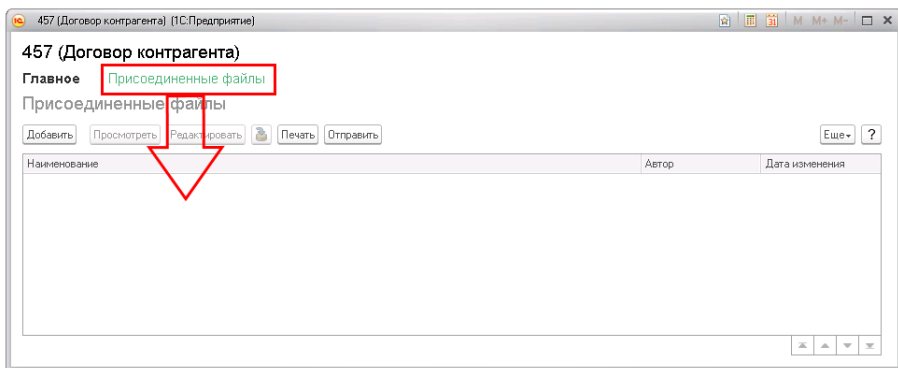 457 (Договор контрагента) (1С:Предприятие) 31 M M+ M-
457 (Договор контрагента)
Главное Присоединенные файлы
Присоединенные файлы
Добавить Просмотреть Редактировать Печать Отправить Еще ?
Наименование Автор Дата изменения